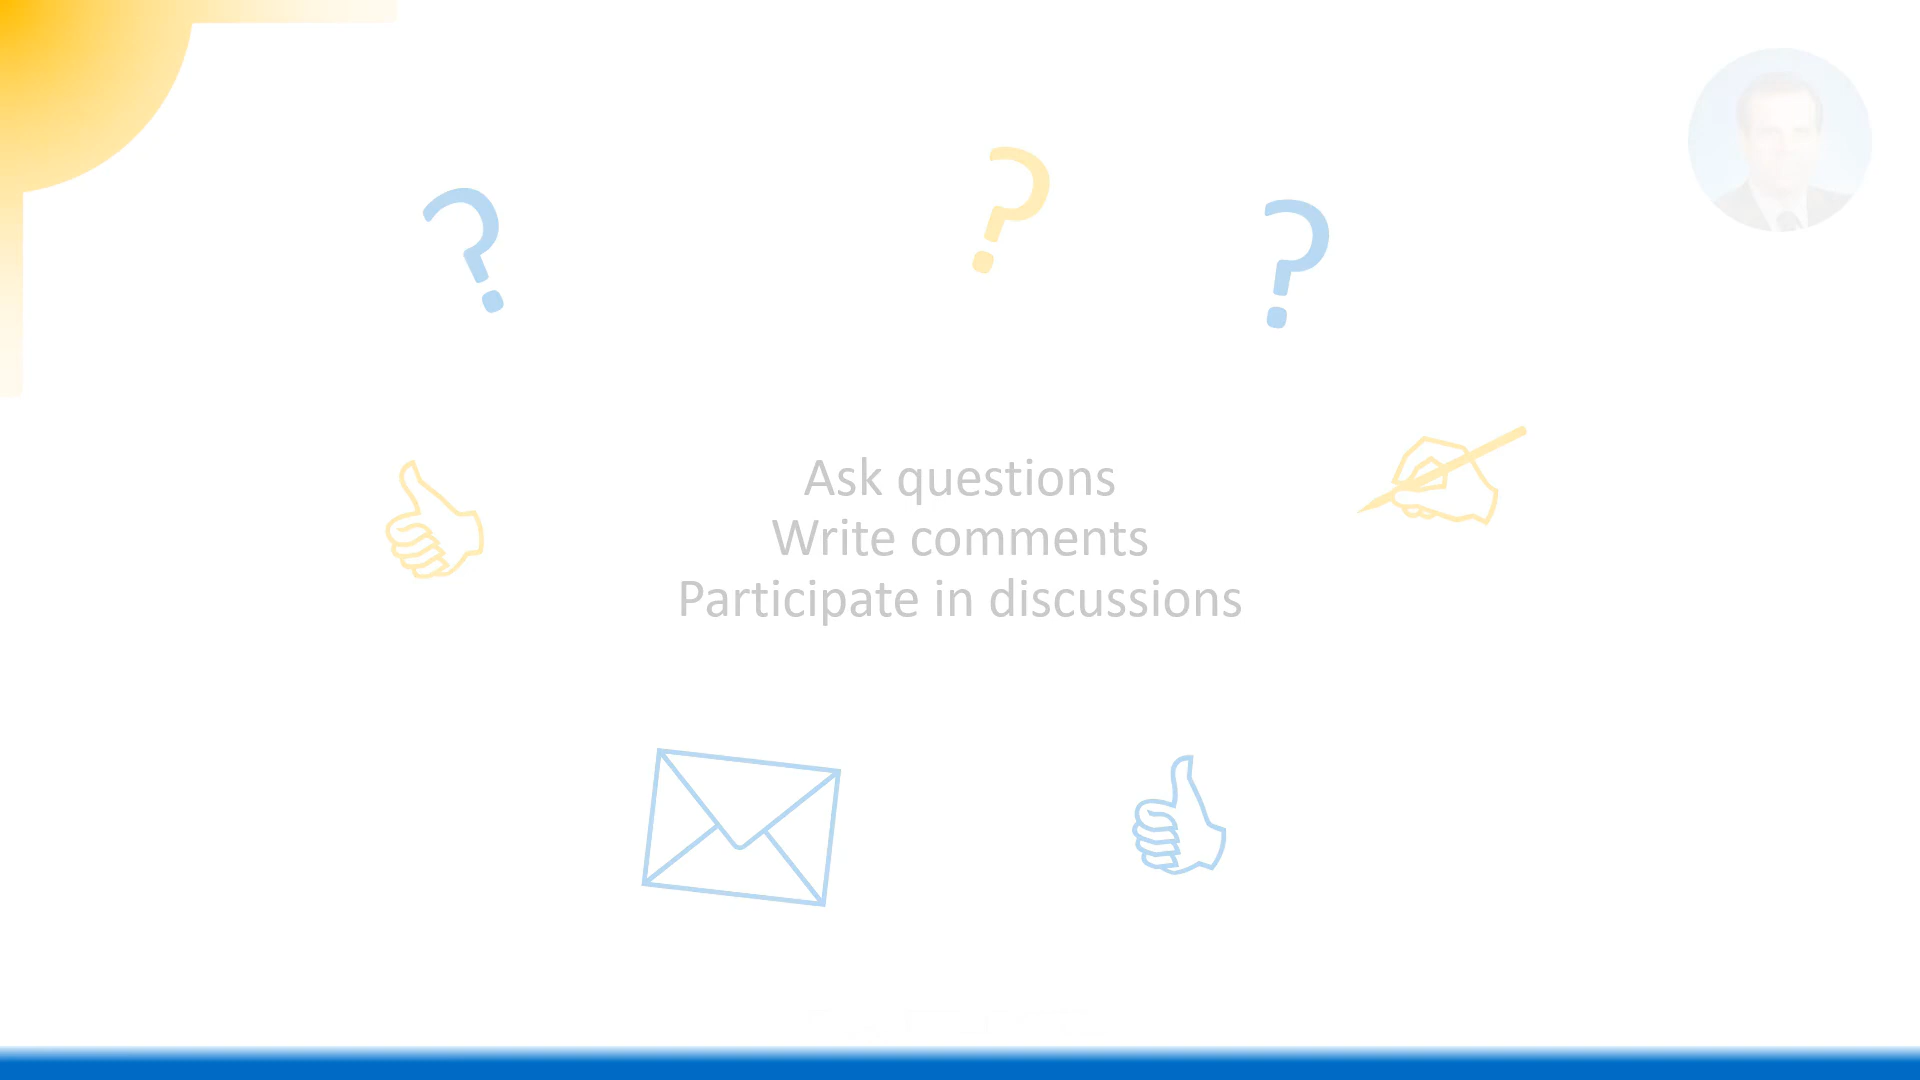 ?
?
?
Ask questions
Write comments
Participate in discussions